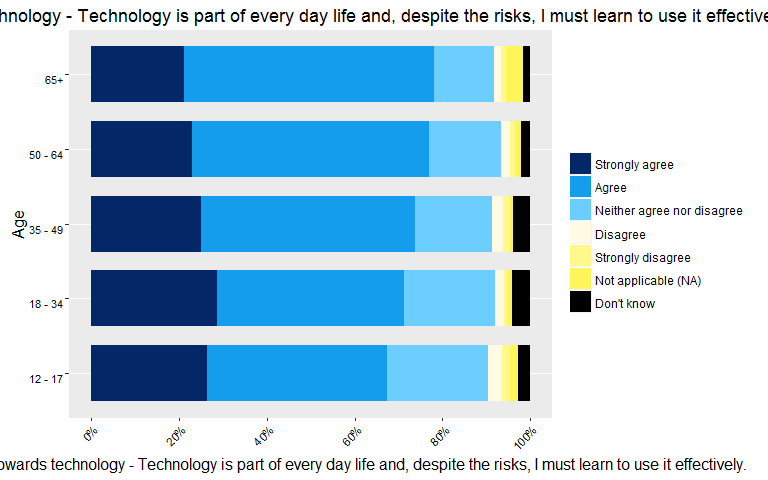 hnology - Technology is part of every day life and, despite the risks, I must learn to use it effective
65+
50 - 64
35 - 49
18 - 34
12 - 17
Age
0%
20%
40%
60%
80%
100%
Strongly agree
Agree
Neither agree nor disagree
Disagree
Strongly disagree
Not applicable (NA)
Don't know
owards technology - Technology is part of every day life and, despite the risks, I must learn to use it effectively.